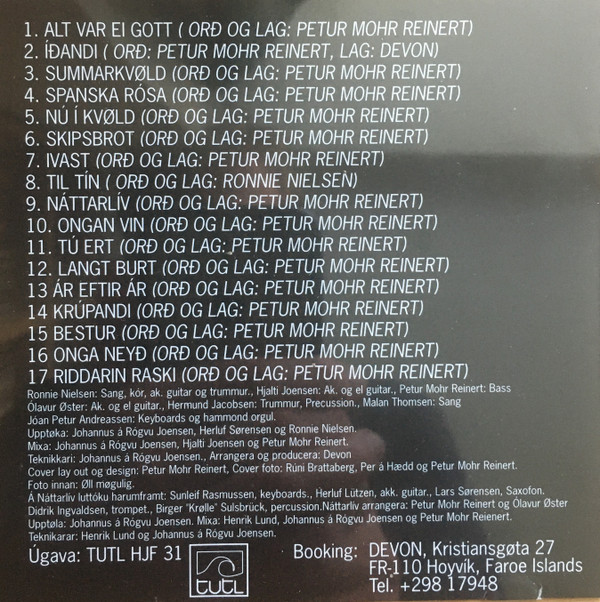 1. ALT VAR EI GOTT ( ORÐ OG LAG: PETUR MOHR REINERT)
2. ÍÐANDI ( ORÐ: PETUR MOHR REINERT, LAG: DEVON)
3. SUMMARKVØLD (ORÐ OG LAG: PETUR MOHR REINERT)
4. SPANSKA RÓSA (ORÐ OG LAG: PETUR MOHR REINERT)
5. NÚ Í KVØLD (ORÐ OG LAG: PETUR MOHR REINERT)
6. SKIPSBROT (ORÐ OG LAG: PETUR MOHR REINERT)
7. IVAST (ORÐ OG LAG: PETUR MOHR REINERT)
8. TIL TÍN ( ORÐ OG LAG: RONNIE NIELSEN)
9. NÁTTARLÍV (ORÐ OG LAG: PETUR MOHR REINERT)
10. ONGAN VIN (ORÐ OG LAG: PETUR MOHR REINERT)
11. TÚ ERT (ORÐ OG LAG: PETUR MOHR REINERT)
12. LANGT BURT (ORÐ OG LAG: PETUR MOHR REINERT)
13 ÁR EFTIR ÁR (ORÐ OG LAG: PETUR MOHR REINERT)
14 KRÚPANDI (ORÐ OG LAG: PETUR MOHR REINERT)
15 BESTUR (ORÐ OG LAG: PETUR MOHR REINERT)
16 ONGA NEYÐ (ORÐ OG LAG: PETUR MOHR REINERT)
17 RIDDARIN RASKI (ORÐ OG LAG: PETUR MOHR REINERT)
Ronnie Nielsen: Sang, kór, ak. guitar og trummur., Hjalti Joensen: Ak. og el guitar., Petur Mohr Reinert: Bass
Ólavur Øster: Ak. og el guitar., Hermund Jacobsen: Trummur, Precussion., Malan Thomsen: Sang
Jóan Petur Andreassen: Keyboards og hammond orgul.
Upptøka: Johannus á Rógvu Joensen, Herluf Sørensen og Ronnie Nielsen.
Mixa: Johannus á Rógvu Joensen, Hjalti Joensen og Petur Mohr Reinert.
Teknikkari: Johannus á Rógvu Joensen., Arrangera og producera: Devon
Cover lay out og design: Petur Mohr Reinert, Cover foto: Rúni Brattaberg, Per á Hædd og Petur Mohr Reinert.
Foto innan: Øll møgulig.
Á Náttarlív luttóku harumframt: Sunleif Rasmussen, keyboards., Herluf Lützen, akk. guitar., Lars Sørensen, Saxofon.
Didrik Ingvaldsen, trompet., Birger "Krølle" Sulsbrück, percussion.Náttarlív arrangera: Petur Mohr Reinert og Ólavur Øster
Upptøla: Johannus á Rógvu Joensen. Mixa: Henrik Lund, Johannus á Rógvu Joensen og Petur Mohr Reienert.
Teknikarar: Henrik Lund og Johannus á Rógvu Joensen.
Úgava: TUTL HJF 31
tutl
Booking: DEVON, Kristiansgøta 27
FR-110 Hoyvík, Faroe Islands
Tel. +298 17948